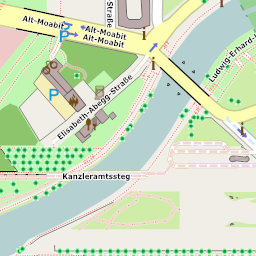 Straße
Alt-Moabit
Alt-Moabit
Alt-Moabit
P
P
Elisabeth-Abegg-Straße
Ludwig-Erhard-
Kanzleramtssteg